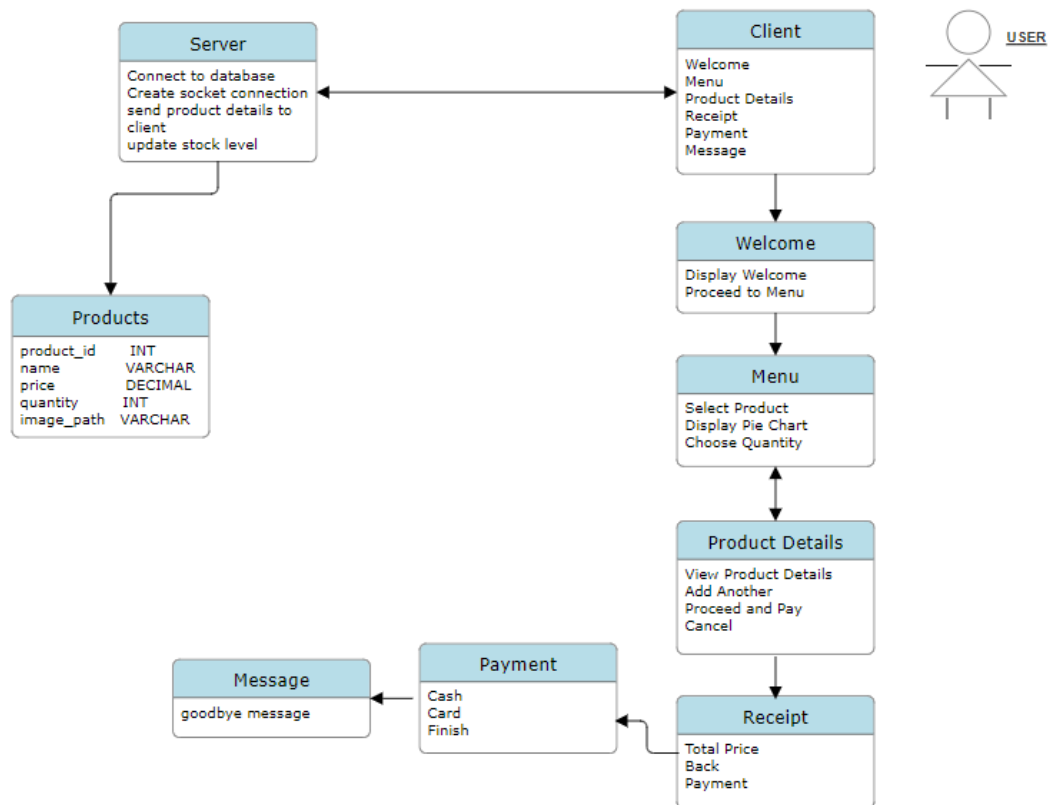 Server
Connect to database
Create socket connection
send product details to
client
update stock level
Client
Welcome
Menu
Product Details
Receipt
Payment
Message
USER
Welcome
Display Welcome
Proceed to Menu
Products
product_id INT
name VARCHAR
price DECIMAL
quantity INT
image_path VARCHAR
Menu
Select Product
Display Pie Chart
Choose Quantity
Product Details
View Product Details
Add Another
Proceed and Pay
Cancel
Message
goodbye message
Payment
Cash
Card
Finish
Receipt
Total Price
Back
Payment